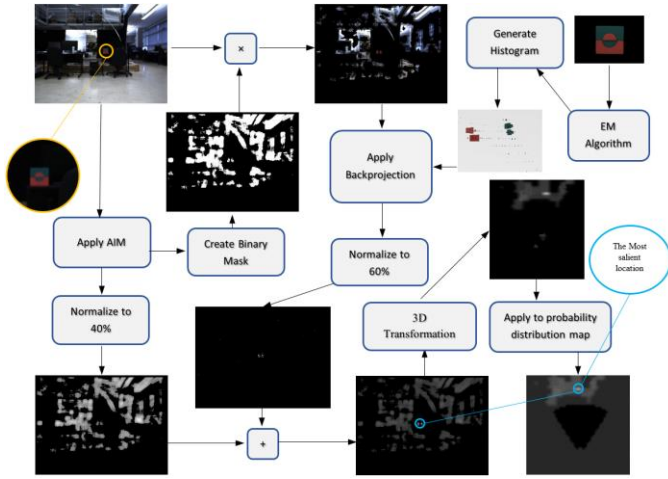 ×
Generate
Histogram
EM
Algorithm
Apply
Backprojection
Apply AIM
Create Binary
Mask
Normalize to
60%
The Most
salient
location
Normalize to
40%
3D
Transformation
Apply to probability
distribution map
+